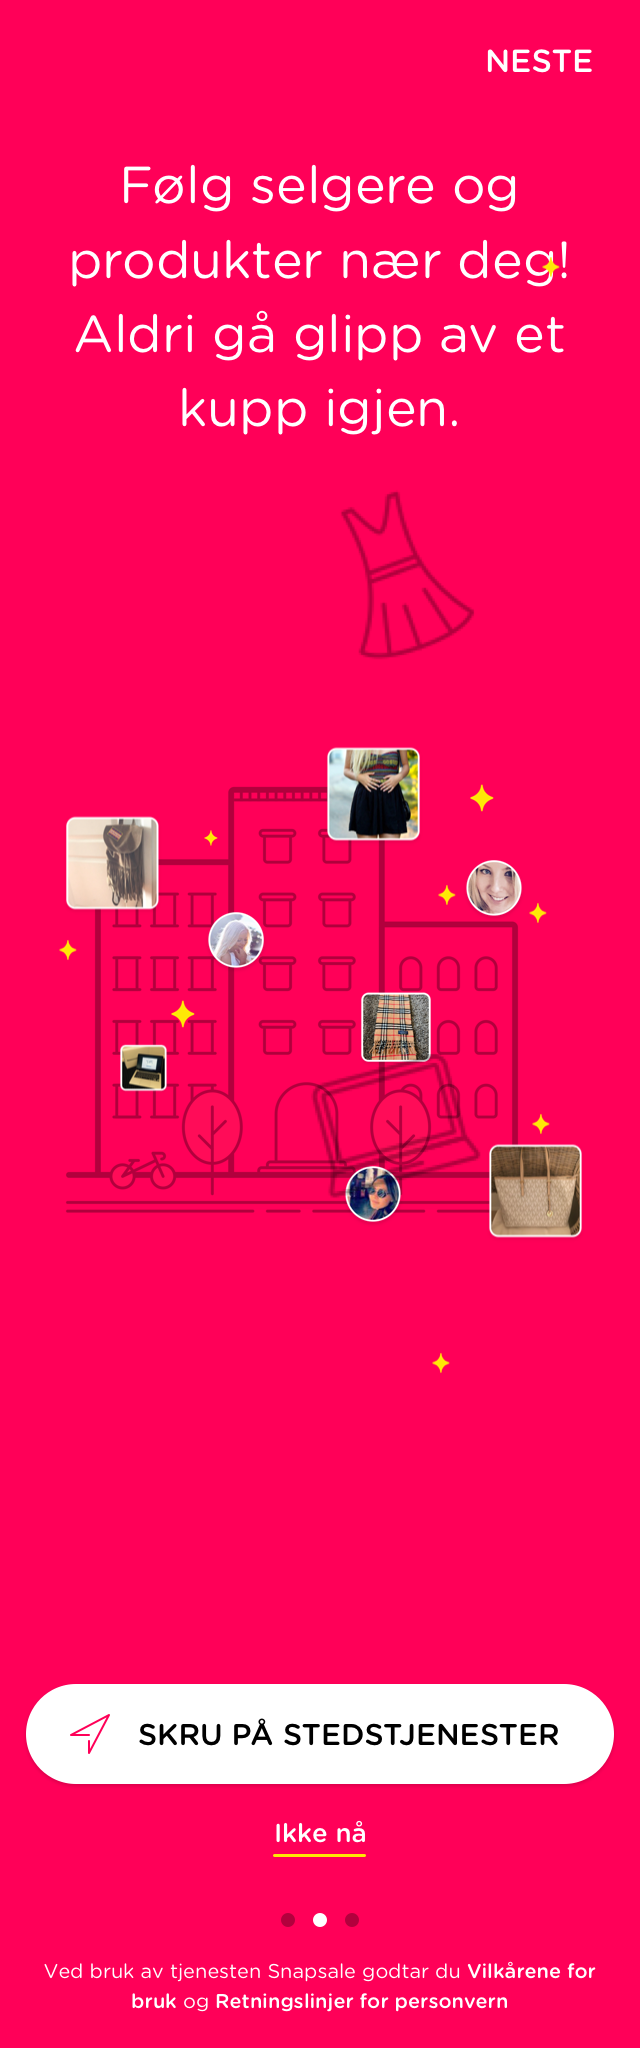 NESTE
Følg selgere og
produkter nær deg!
Aldri gå glipp av et
kupp igjen.
SKRU PÅ STEDSTJENESTER
Ikke nå
Ved bruk av tjenesten Snapsale godtar du Vilkårene for
bruk og Retningslinjer for personvern